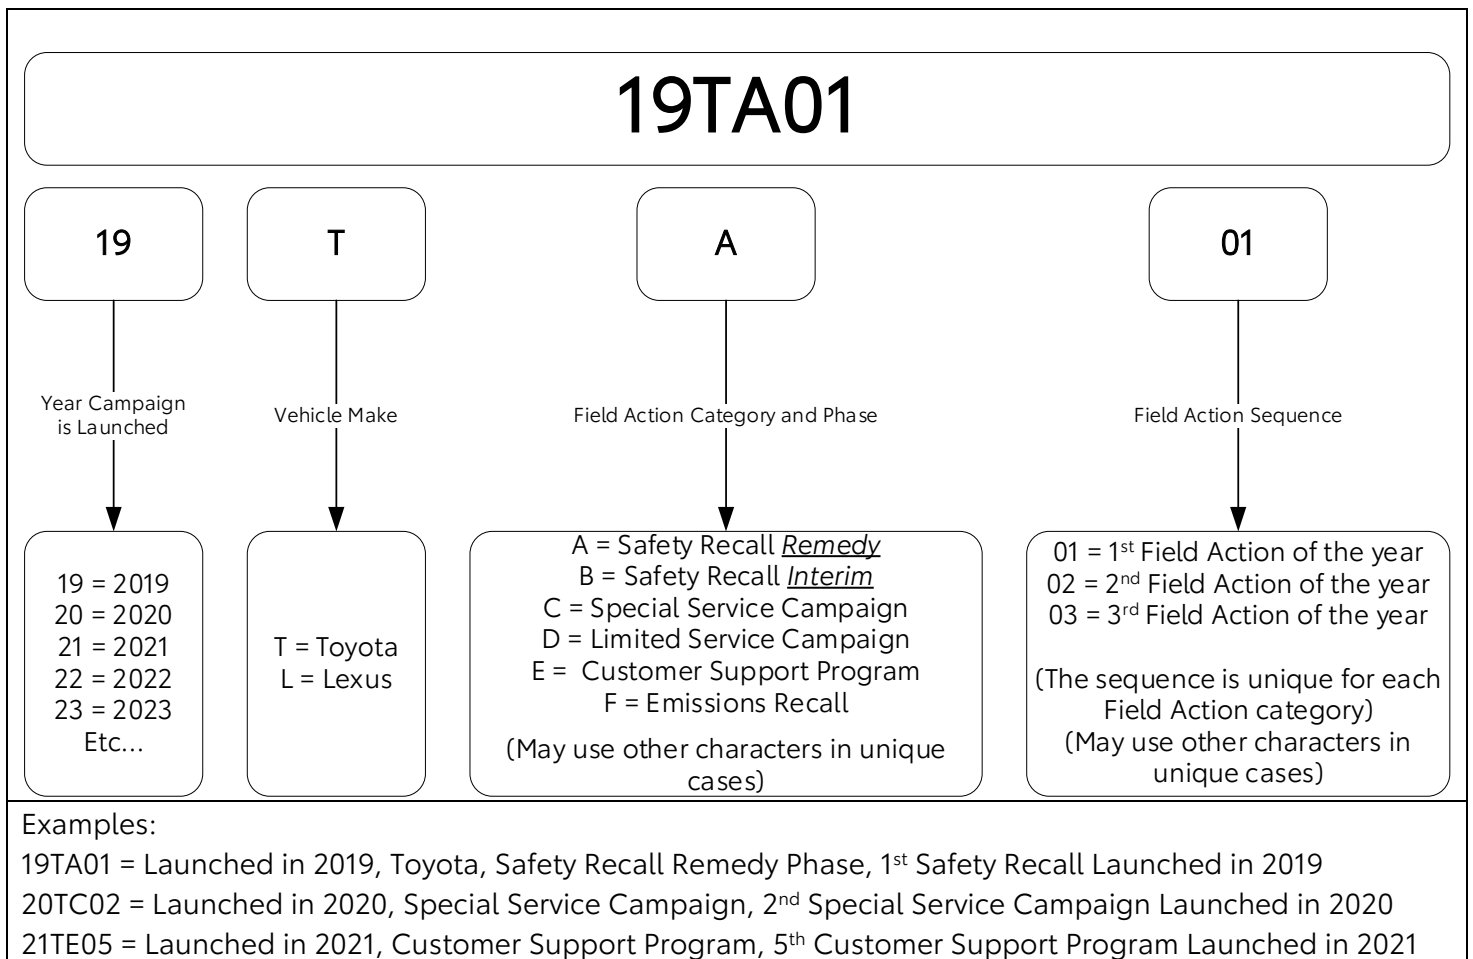 19TA01
19
T
A
01
Year Campaign
is Launched
Vehicle Make
Field Action Category and Phase
Field Action Sequence
19 = 2019
20 = 2020
21 = 2021
22 = 2022
23 = 2023
Etc...
T = Toyota
L = Lexus
A = Safety Recall Remedy
B = Safety Recall Interim
C = Special Service Campaign
D = Limited Service Campaign
E =  Customer Support Program
F = Emissions Recall
(May use other characters in unique
cases)
01 = 1st Field Action of the year
02 = 2nd Field Action of the year
03 = 3rd Field Action of the year
(The sequence is unique for each
Field Action category)
(May use other characters in
unique cases)
Examples:
19TA01 = Launched in 2019, Toyota, Safety Recall Remedy Phase, 1st Safety Recall Launched in 2019
20TC02 = Launched in 2020, Special Service Campaign, 2nd Special Service Campaign Launched in 2020
21TE05 = Launched in 2021, Customer Support Program, 5th Customer Support Program Launched in 2021